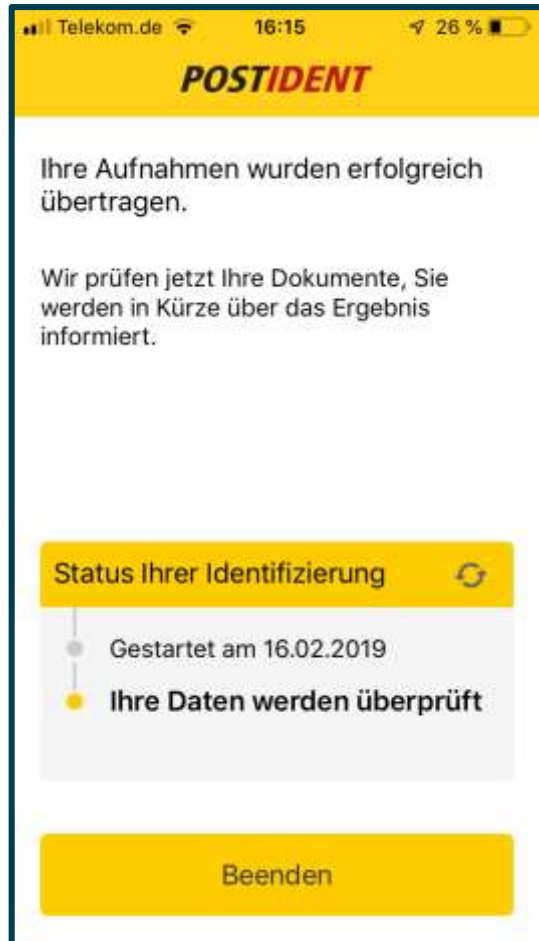 Telekom.de 16:15 26 %
POSTIDENT
Ihre Aufnahmen wurden erfolgreich
übertragen.
Wir prüfen jetzt Ihre Dokumente, Sie
werden in Kürze über das Ergebnis
informiert.
Status Ihrer Identifizierung
Gestartet am 16.02.2019
Ihre Daten werden überprüft
Beenden